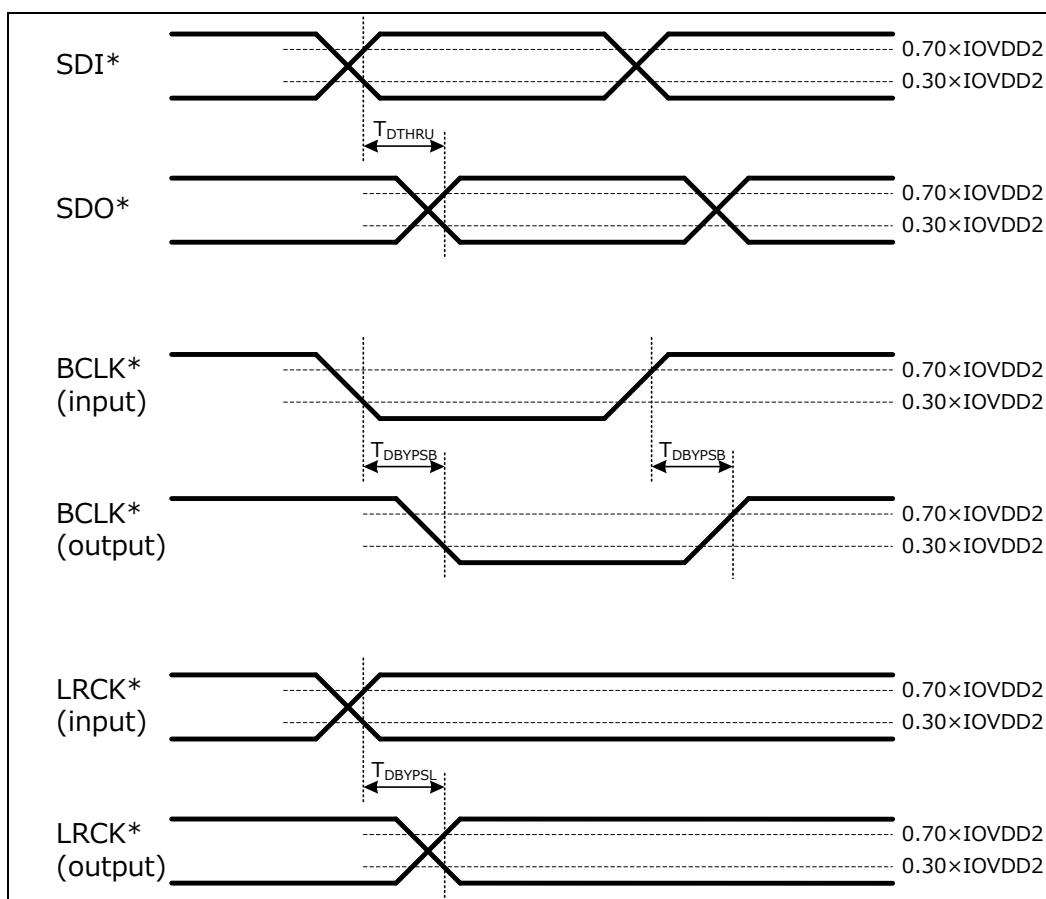 SDI*
0.70×IOVDD2
0.30×IOVDD2
TDTHRU
SDO*
0.70×IOVDD2
0.30×IOVDD2
BCLK*
(input)
0.70×IOVDD2
0.30×IOVDD2
TDBYPSB
TDBYPSB
BCLK*
(output)
0.70×IOVDD2
0.30×IOVDD2
LRCK*
(input)
0.70×IOVDD2
0.30×IOVDD2
TDBYPSL
LRCK*
(output)
0.70×IOVDD2
0.30×IOVDD2